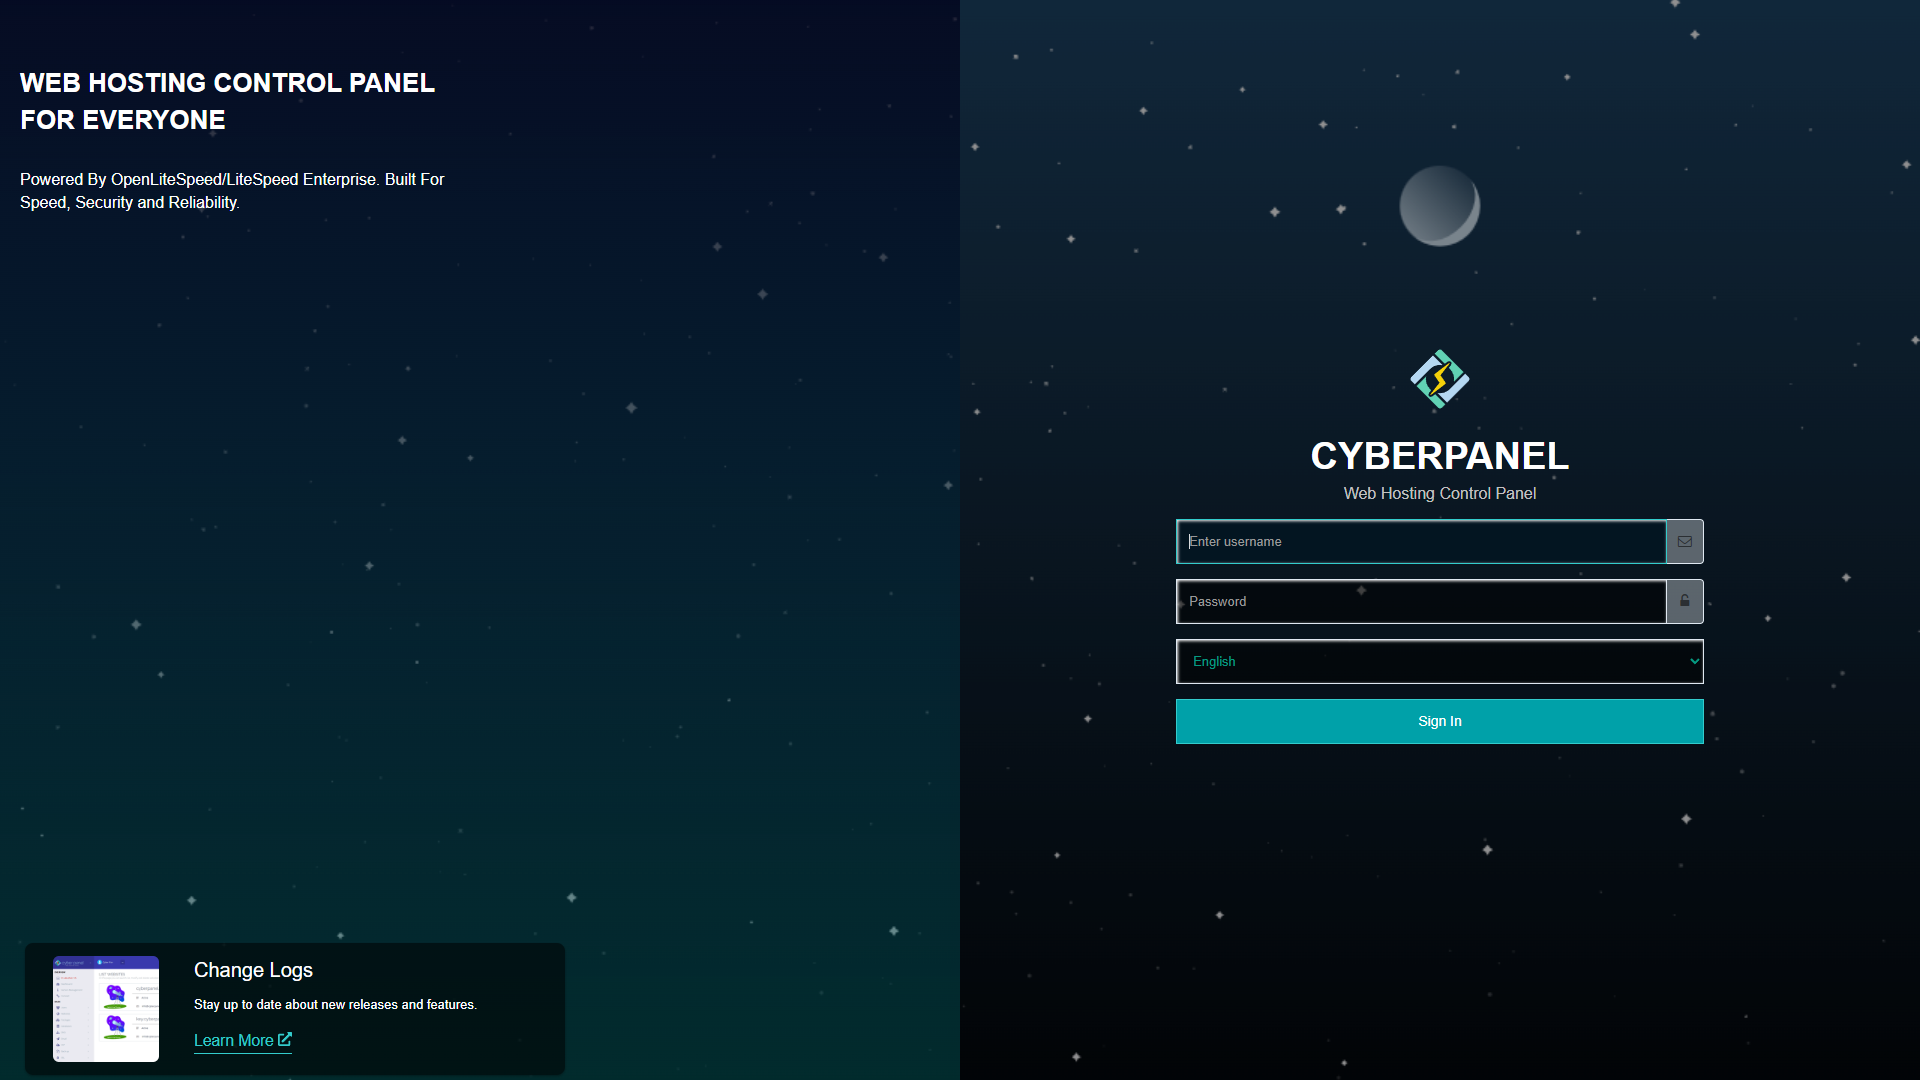 WEB HOSTING CONTROL PANEL
FOR EVERYONE
Powered By OpenLiteSpeed/LiteSpeed Enterprise. Built For
Speed, Security and Reliability.
CYBERPANEL
Web Hosting Control Panel
Enter username
Password
English
Sign In
Change Logs
Stay up to date about new releases and features.
Learn More